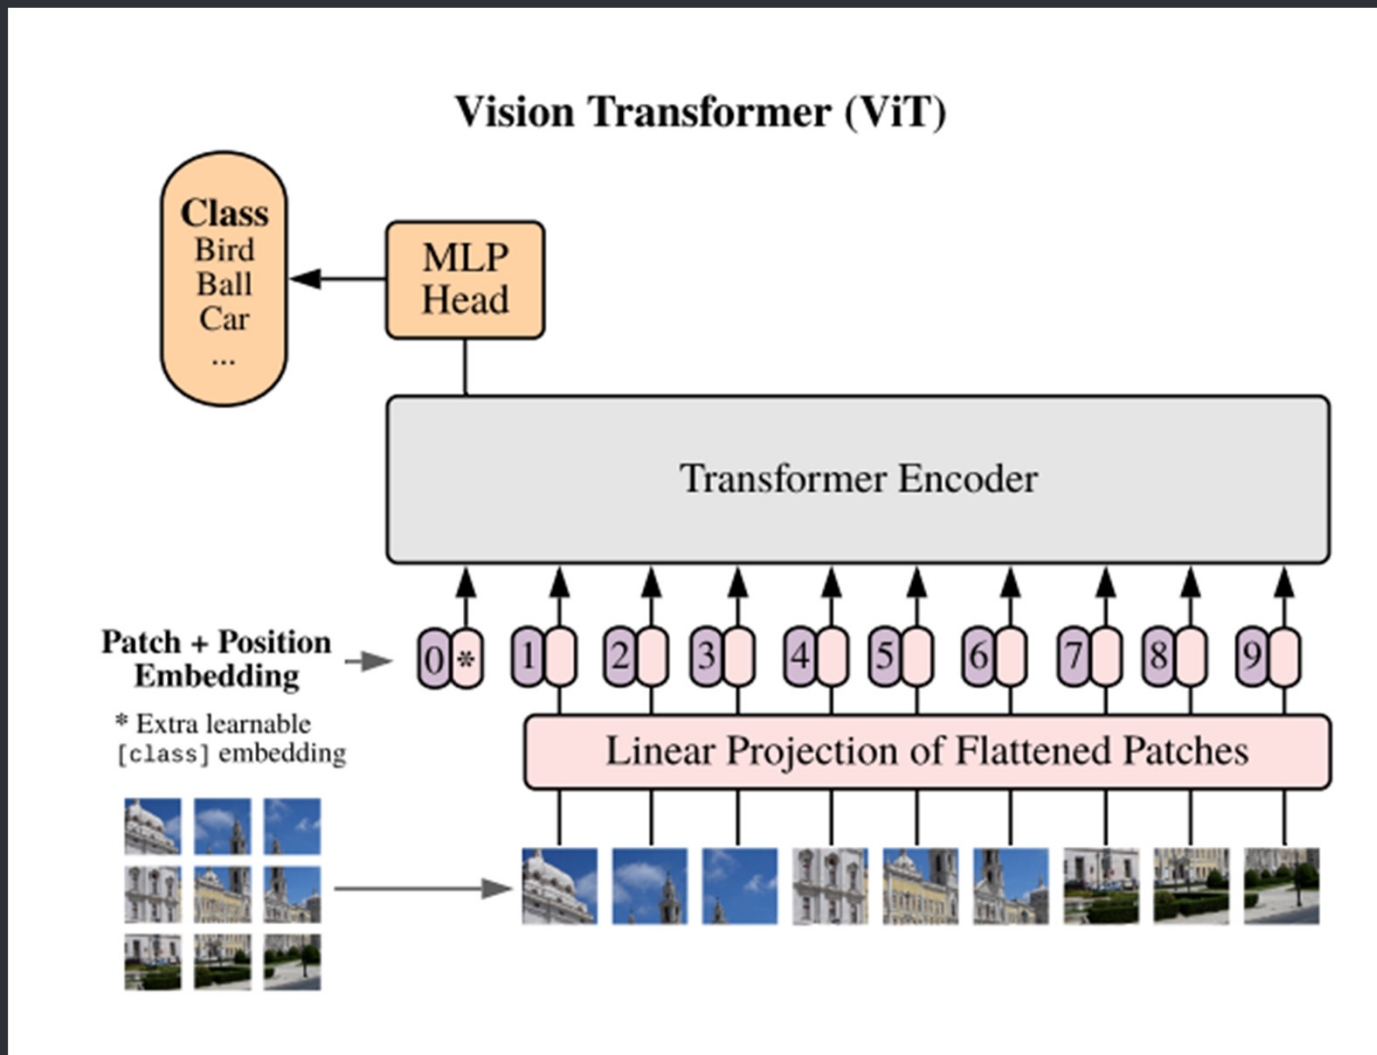 Vision Transformer (ViT)
Class
Bird
Ball
Car
...
MLP
Head
Transformer Encoder
Patch + Position
Embedding
* Extra learnable
[class] embedding
0 * 1 2 3 4 5 6 7 8 9
Linear Projection of Flattened Patches